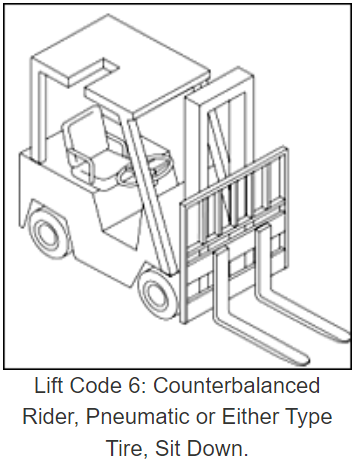 Lift Code 6: Counterbalanced
Rider, Pneumatic or Either Type
Tire, Sit Down.